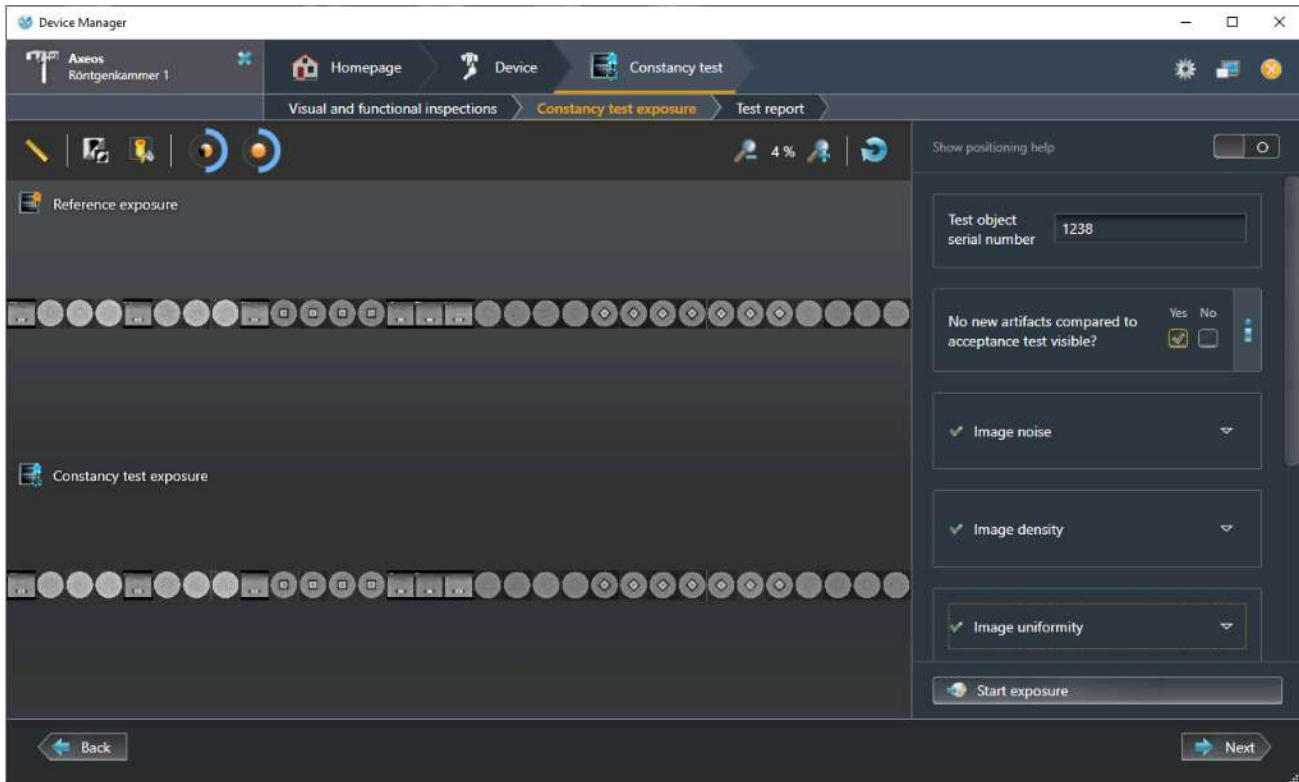 Device Manager
Axeos
Röntgenkammer 1
Homepage
Device
Constancy test
Visual and functional inspections
Constancy test exposure
Test report
4 %
Show positioning help
Reference exposure
Test object
serial number
1238
No new artifacts compared to
acceptance test visible?
Yes No
Image noise
Constancy test exposure
Image density
Image uniformity
Start exposure
Back
Next